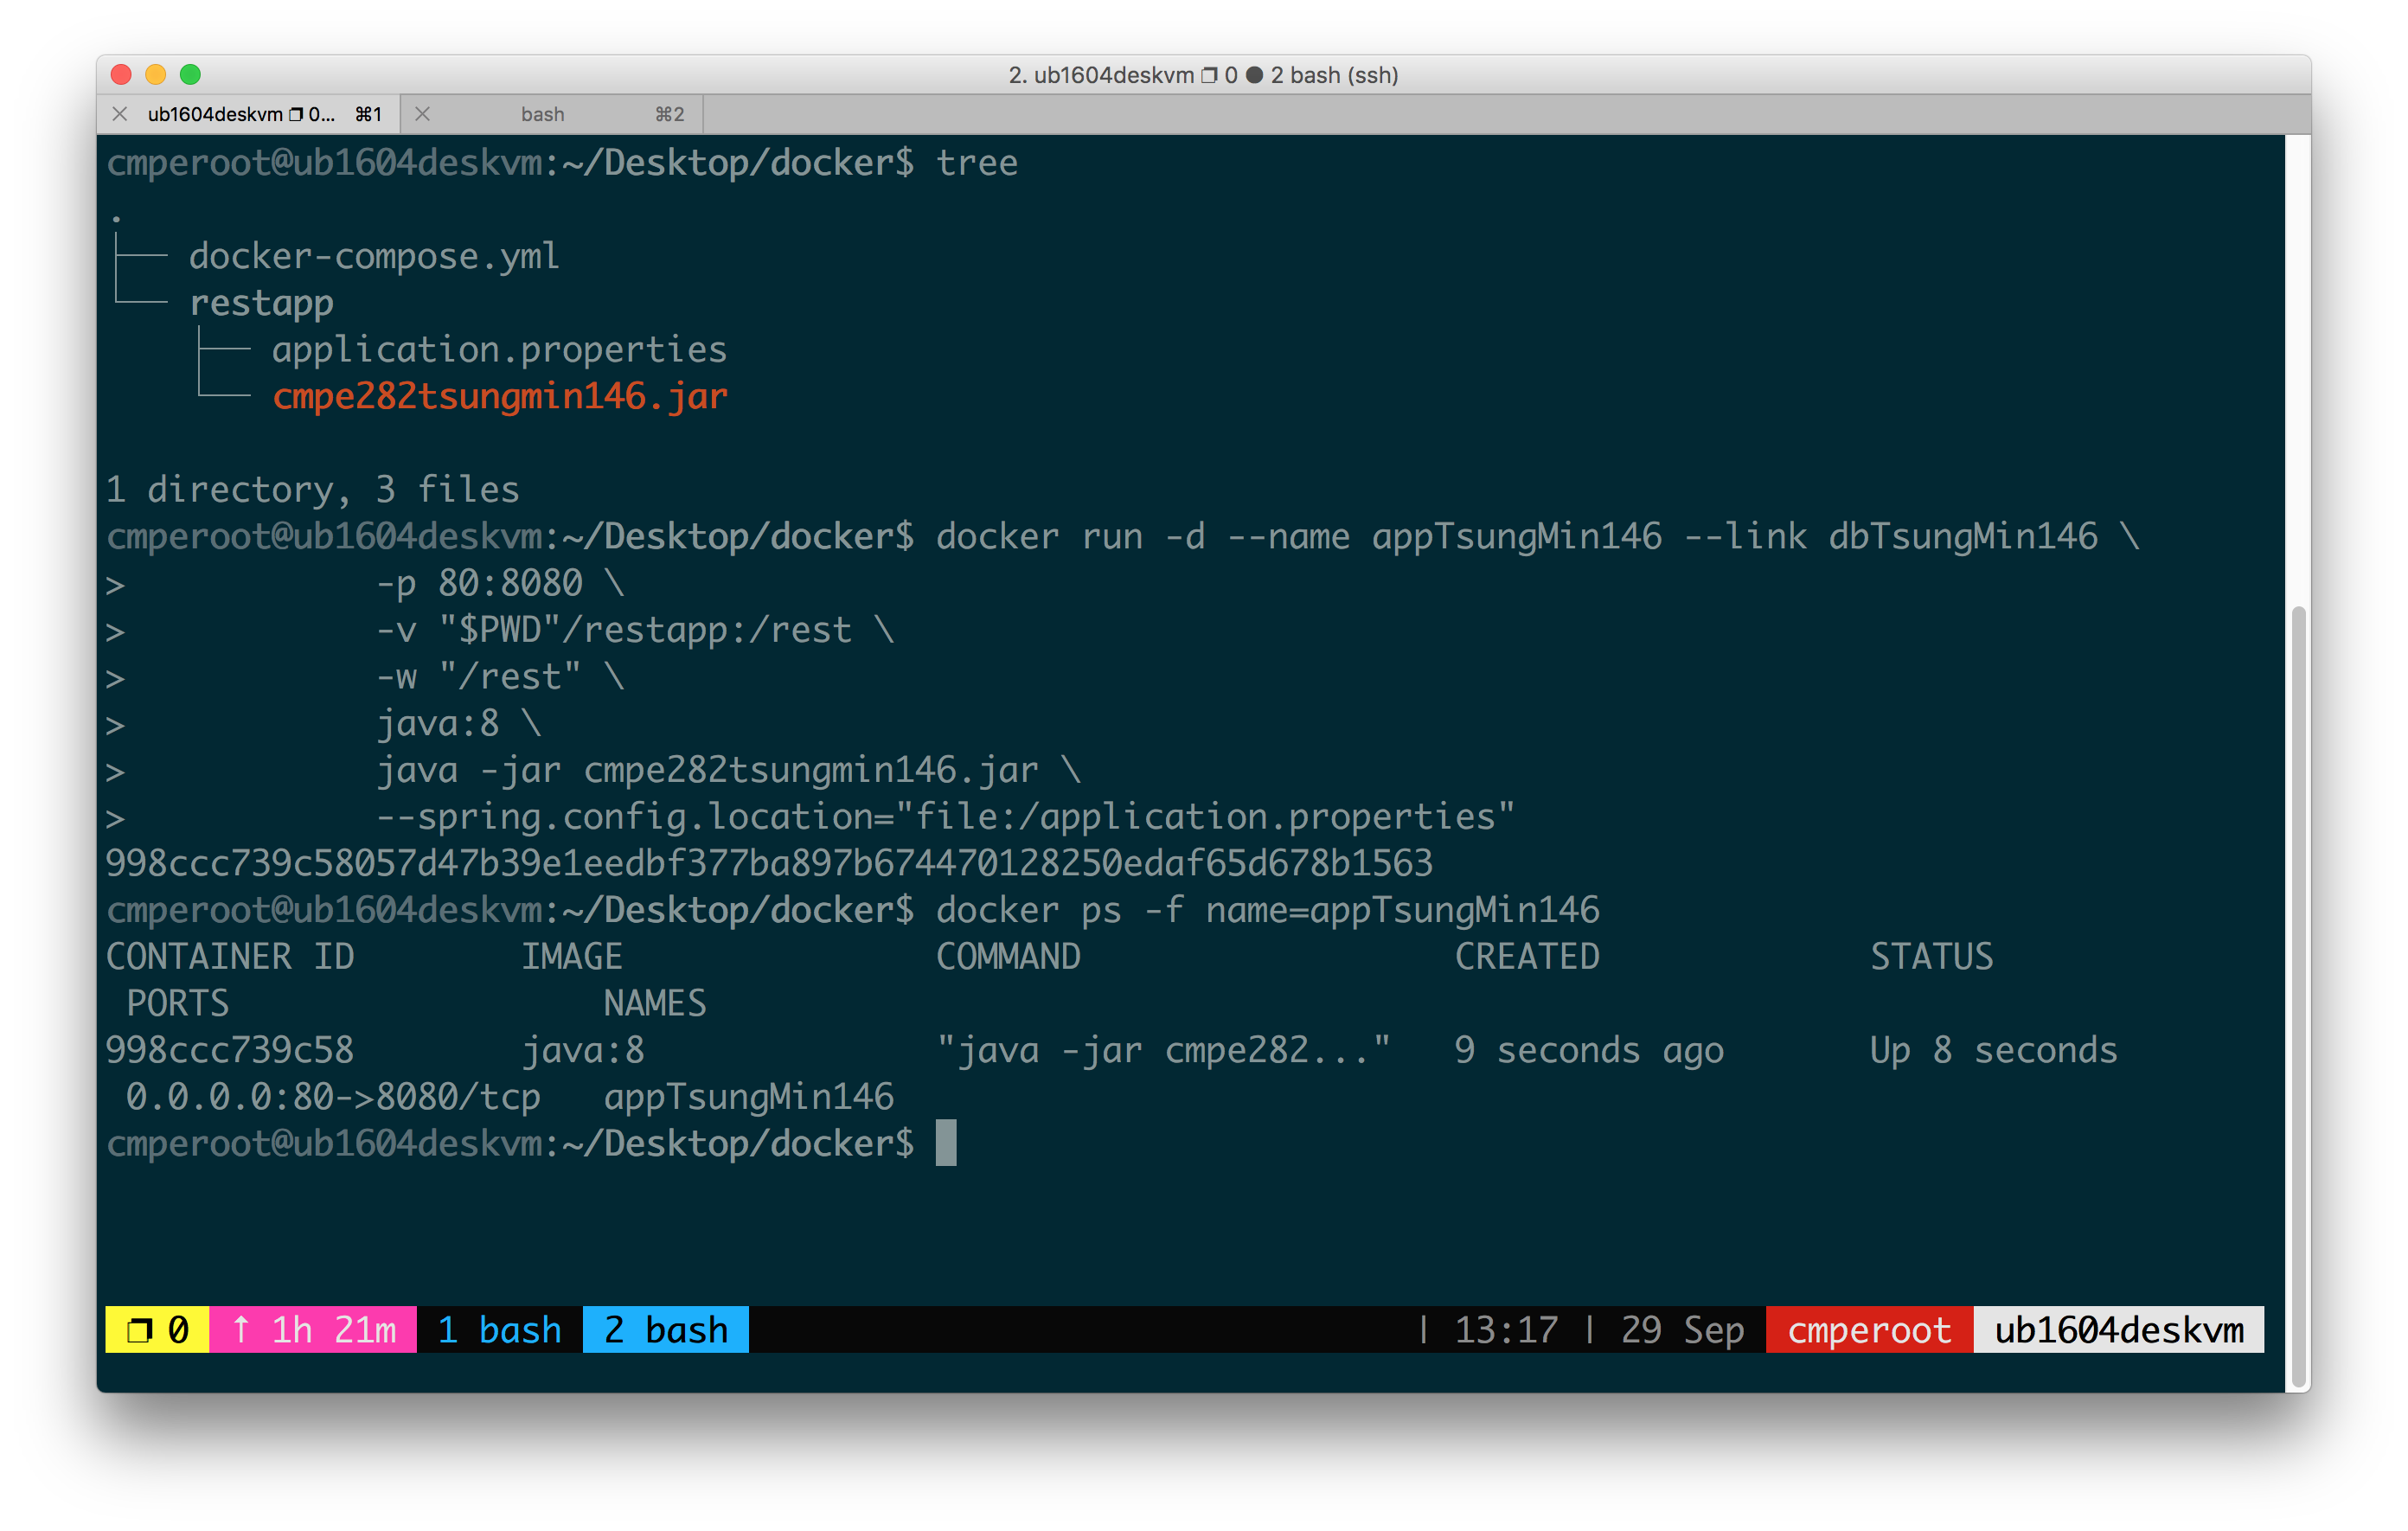 2. ub1604deskvm ❐ 0 ● 2 bash (ssh)
ub1604deskvm ❐ 0... ⌘1 bash ⌘2
cmperoot@ub1604deskvm:~/Desktop/docker$ tree
.
├── docker-compose.yml
└── restapp
    ├── application.properties
    └── cmpe282tsungmin146.jar
1 directory, 3 files
cmperoot@ub1604deskvm:~/Desktop/docker$ docker run -d --name appTsungMin146 --link dbTsungMin146 \
>            -p 80:8080 \
>            -v "$PWD"/restapp:/rest \
>            -w "/rest" \
>            java:8 \
>            java -jar cmpe282tsungmin146.jar \
>            --spring.config.location="file:/application.properties"
998ccc739c58057d47b39e1eedbf377ba897b674470128250edaf65d678b1563
cmperoot@ub1604deskvm:~/Desktop/docker$ docker ps -f name=appTsungMin146
CONTAINER ID        IMAGE               COMMAND                  CREATED             STATUS
 PORTS                  NAMES
998ccc739c58        java:8              "java -jar cmpe282..."   9 seconds ago       Up 8 seconds
 0.0.0.0:80->8080/tcp   appTsungMin146
cmperoot@ub1604deskvm:~/Desktop/docker$
❐ 0 ↑ 1h 21m 1 bash 2 bash | 13:17 | 29 Sep cmperoot ub1604deskvm